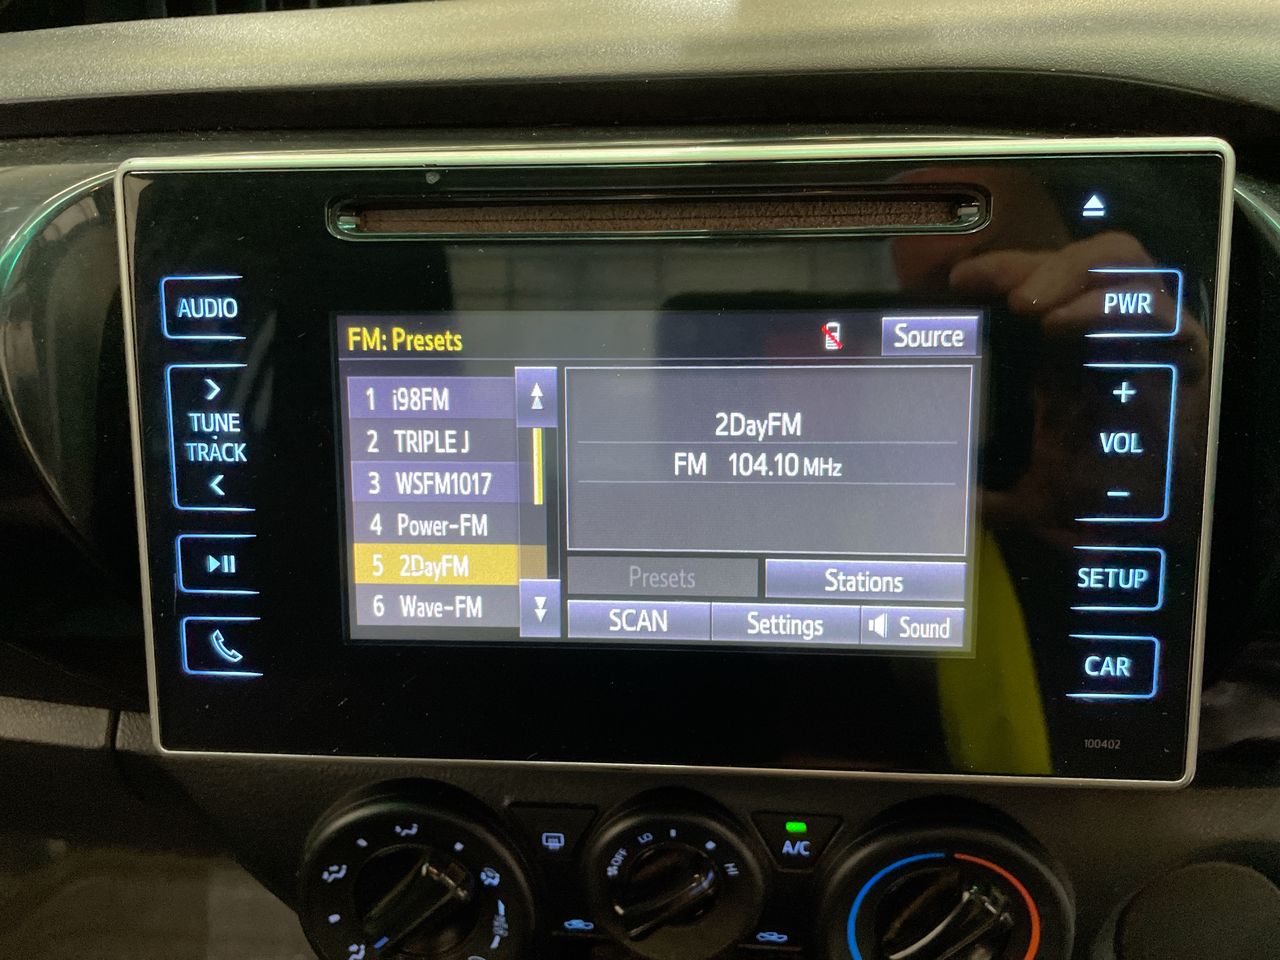 AUDIO
TUNE
TRACK
FM: Presets
Source
1 i98FM
2 TRIPLE J
3 WSFM1017
4 Power-FM
5 2DayFM
6 Wave-FM
2DayFM
FM 104.10 MHz
Presets
Stations
SCAN
Settings
Sound
PWR
VOL
SETUP
CAR
100402
OFF
LO
HI
A/C